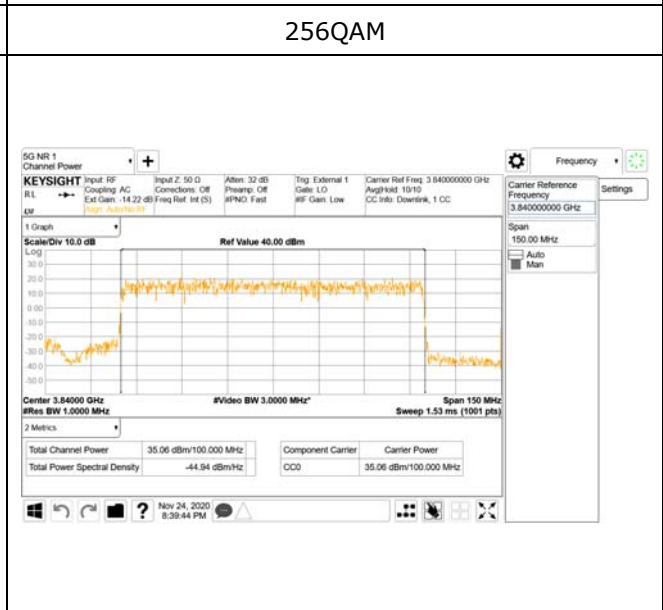 256QAM
5G NR 1
Channel Power
+
Frequency
KEYSIGHT
RL
Input: RF
Coupling: AC
Ext Gain: -14.22 dB
Align: Auto/No RF
Input Z: 50 Ω
Corrections: Off
Freq Ref: Int (S)
Atten: 32 dB
Preamp: Off
#PNO: Fast
Trig: External 1
Gate: LO
#IF Gain: Low
Carrier Ref Freq: 3.840000000 GHz
Avg|Hold: 10/10
CC Info: Downlink, 1 CC
Carrier Reference
Frequency
3.840000000 GHz
Settings
Span
150.00 MHz
Auto
Man
1 Graph
Scale/Div 10.0 dB
Ref Value 40.00 dBm
Log
30.0
20.0
10.0
0.00
-10.0
-20.0
-30.0
-40.0
-50.0
Center 3.84000 GHz
#Video BW 3.0000 MHz*
Span 150 MHz
#Res BW 1.0000 MHz
Sweep 1.53 ms (1001 pts)
2 Metrics
Total Channel Power 35.06 dBm/100.000 MHz
Total Power Spectral Density -44.94 dBm/Hz
Component Carrier Carrier Power
CC0 35.06 dBm/100.000 MHz
?
Nov 24, 2020
8:39:44 PM